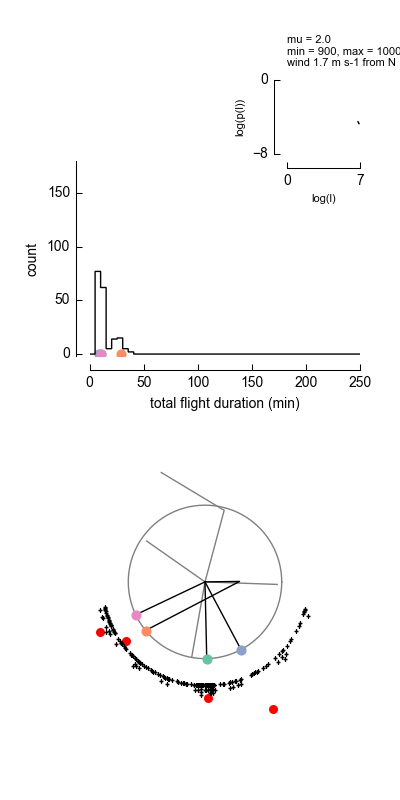 mu = 2.0
min = 900, max = 1000
wind 1.7 m s-1 from N
0
log(p(l))
−8
0
7
log(l)
150
100
50
0
count
0
50
100
150
200
250
total flight duration (min)